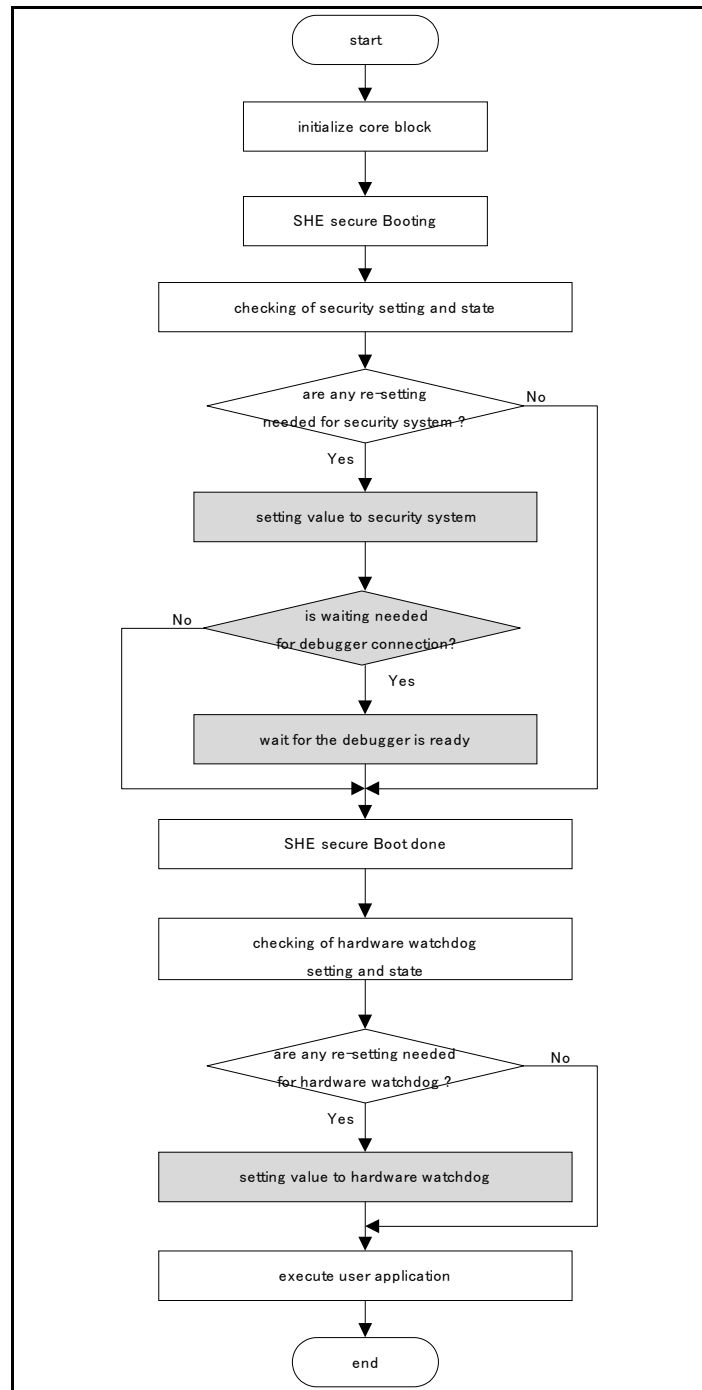 start
initialize core block
SHE secure Booting
checking of security setting and state
are any re-setting
needed for security system ?
No
Yes
setting value to security system
No
is waiting needed
for debugger connection?
Yes
wait for the debugger is ready
SHE secure Boot done
checking of hardware watchdog
setting and state
are any re-setting needed
for hardware watchdog ?
No
Yes
setting value to hardware watchdog
execute user application
end